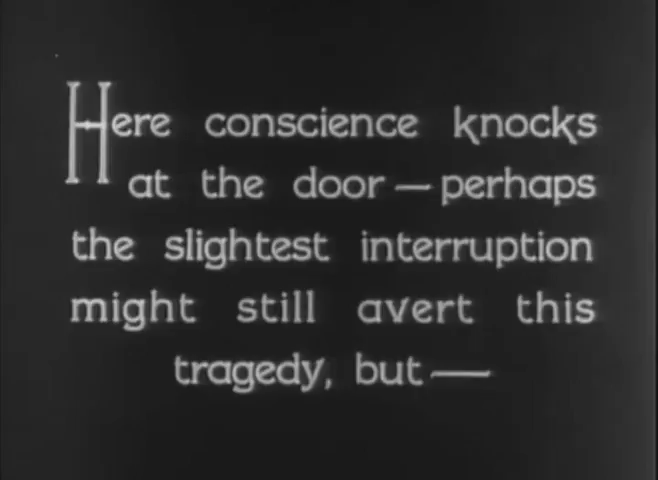 Here conscience knocks
at the door — perhaps
the slightest interruption
might still avert this
tragedy, but —